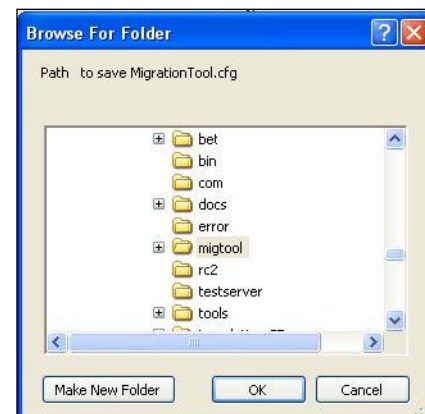 Browse For Folder
Path to save MigrationTool.cfg
bet
bin
com
docs
error
migtool
rc2
testserver
tools
Make New Folder
OK
Cancel